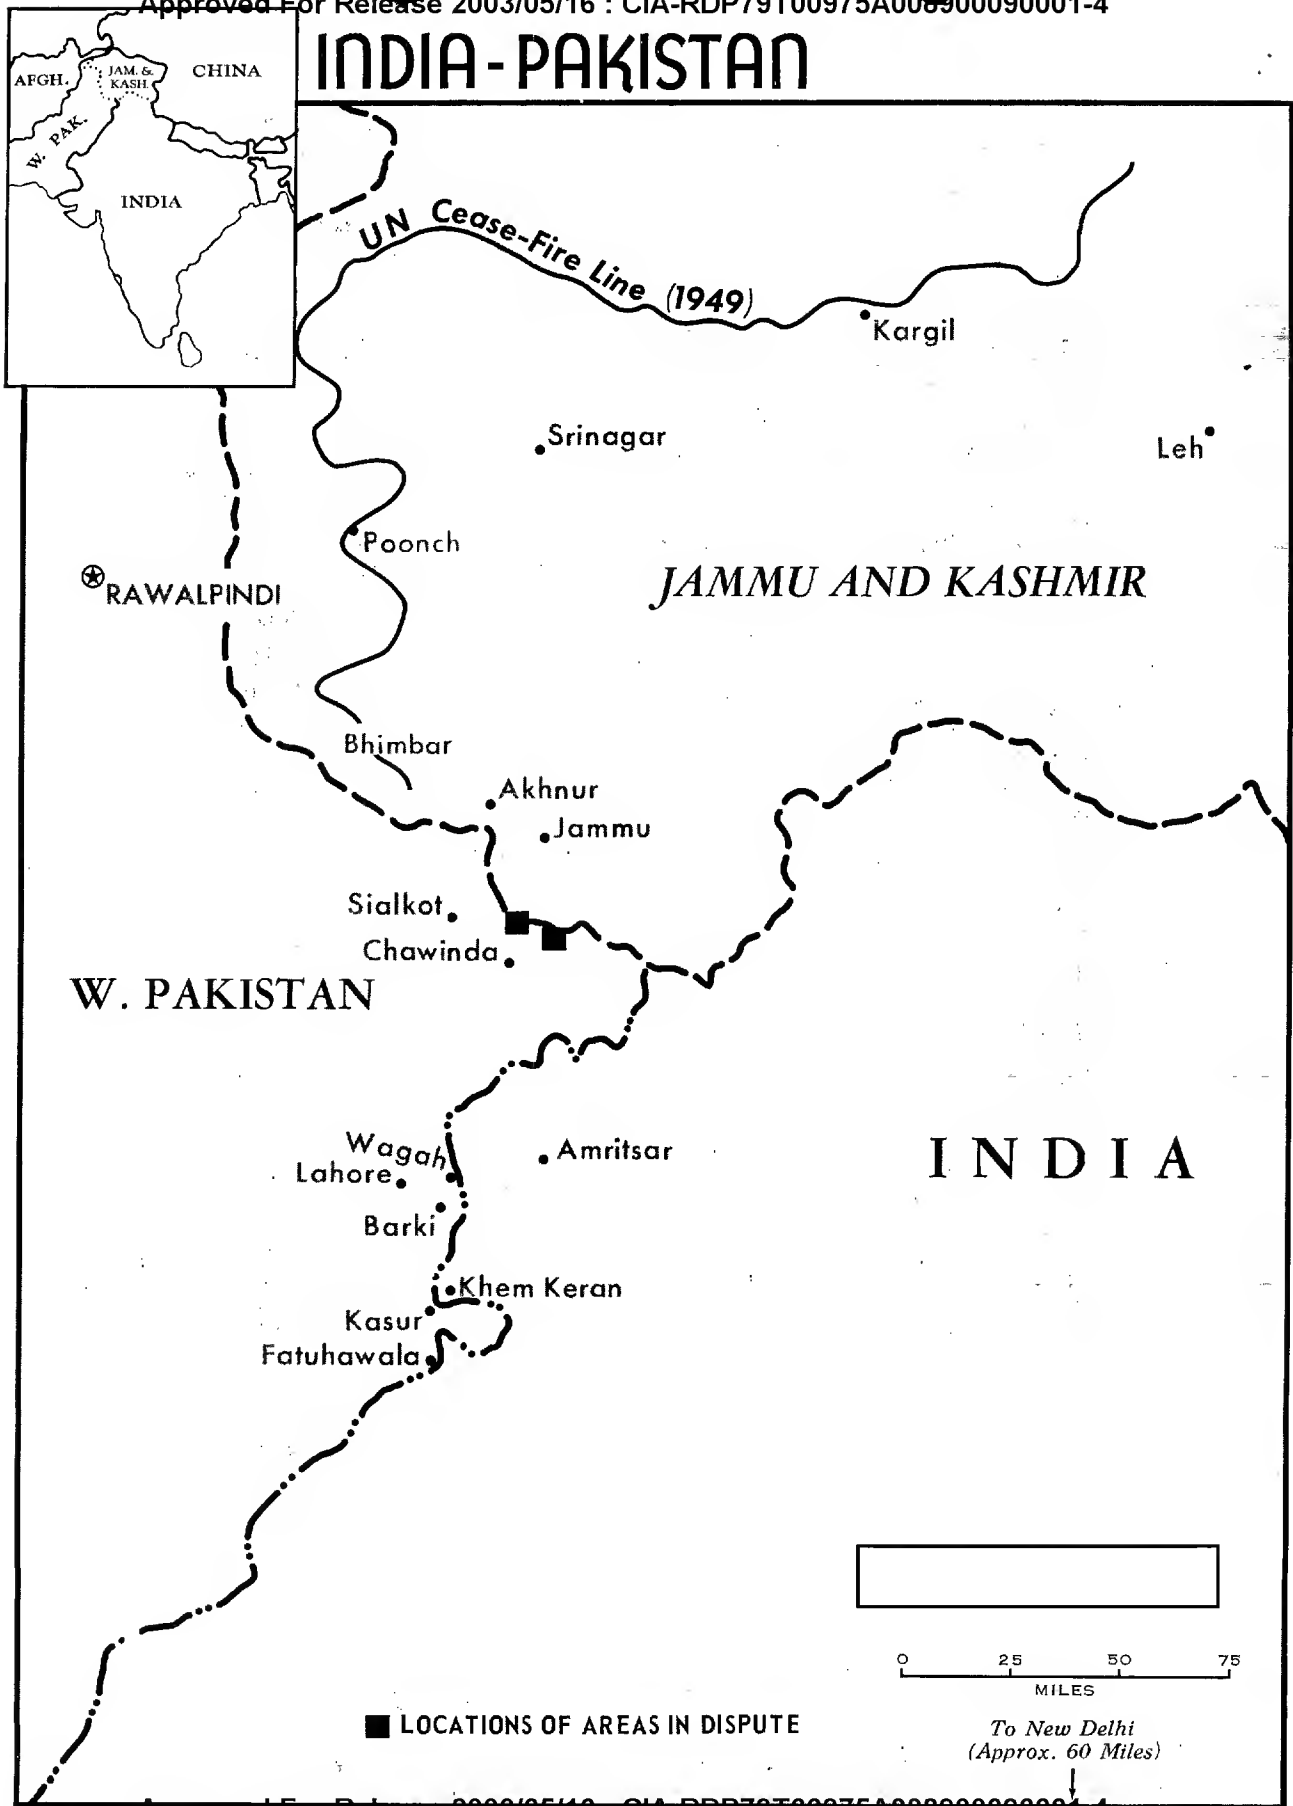 Approved For Release 2003/05/16 : CIA-RDP79T00975A008900090001-4
INDIA-PAKISTAN
AFGH.
JAM. &
KASH.
CHINA
W. PAK.
INDIA
UN Cease-Fire Line (1949)
Kargil
Srinagar
Leh
Poonch
RAWALPINDI
JAMMU AND KASHMIR
Bhimbar
Akhnur
Jammu
Sialkot
Chawinda
W. PAKISTAN
Wagah
Amritsar
INDIA
Lahore
Barki
Khem Keran
Kasur
Fatuhawala
0 25 50 75
MILES
LOCATIONS OF AREAS IN DISPUTE
To New Delhi
(Approx. 60 Miles)